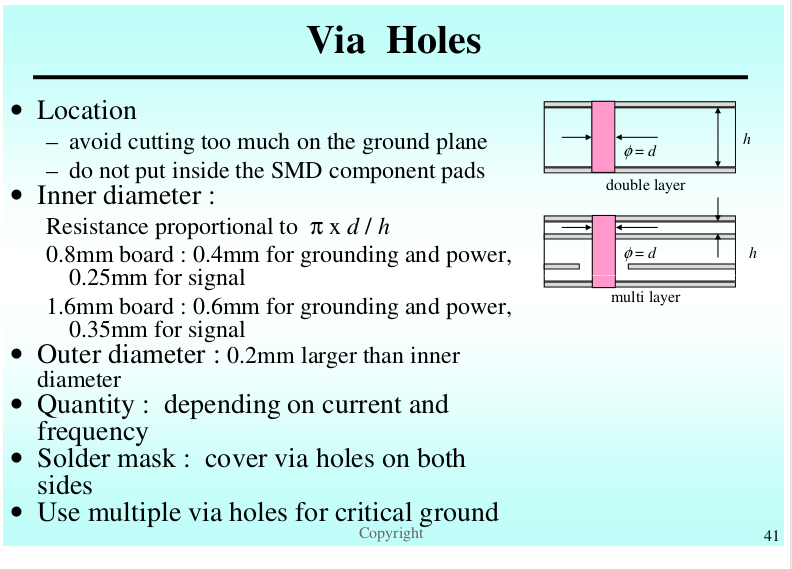 Via Holes
• Location
– avoid cutting too much on the ground plane
– do not put inside the SMD component pads
• Inner diameter :
Resistance proportional to π x d / h
0.8mm board : 0.4mm for grounding and power,
0.25mm for signal
1.6mm board : 0.6mm for grounding and power,
0.35mm for signal
• Outer diameter : 0.2mm larger than inner
diameter
• Quantity : depending on current and
frequency
• Solder mask : cover via holes on both
sides
• Use multiple via holes for critical ground
ϕ = d
h
double layer
ϕ = d
h
multi layer
Copyright
41